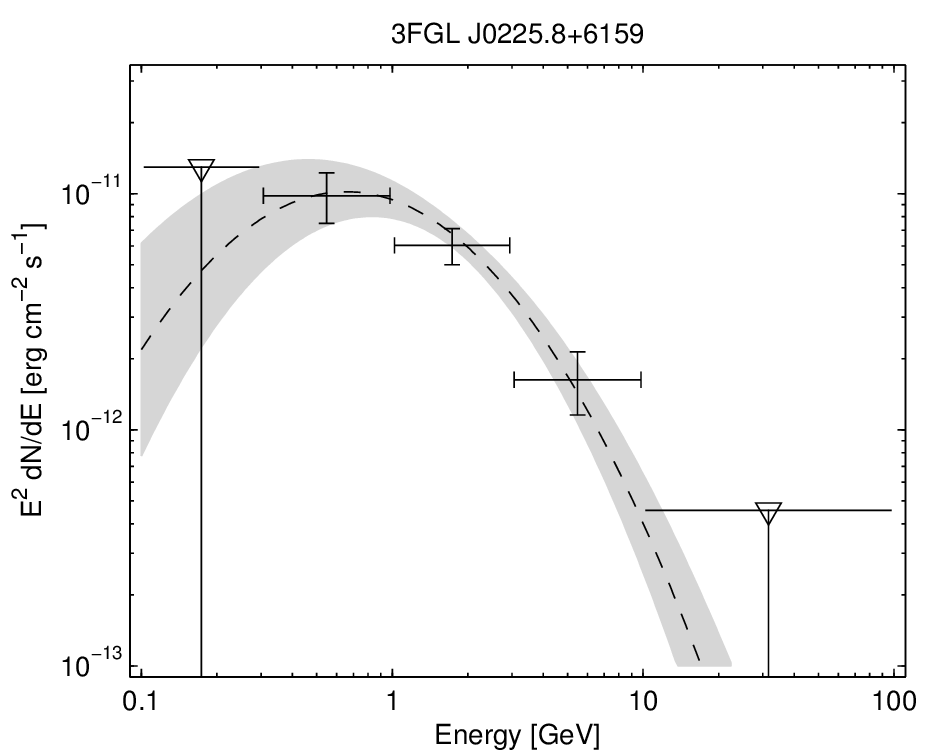 3FGL J0225.8+6159
E² dN/dE [erg cm⁻² s⁻¹]
10⁻¹¹
10⁻¹²
10⁻¹³
0.1 1 10 100
Energy [GeV]